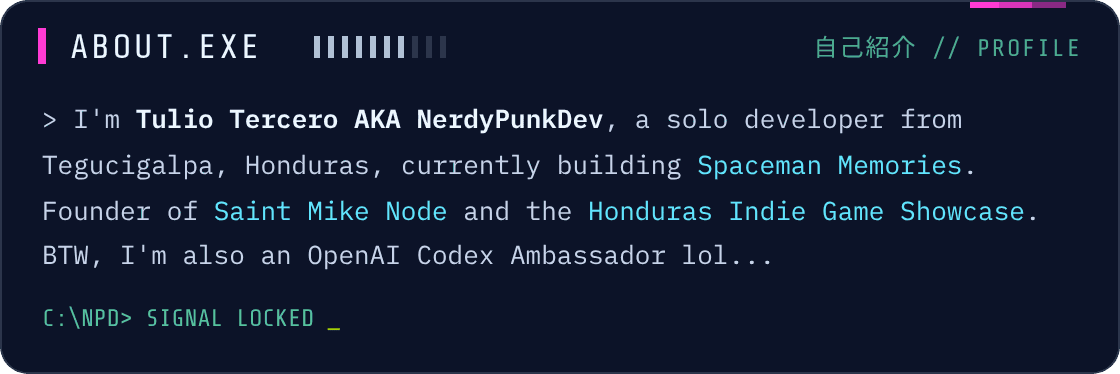 ABOUT.EXE
自己紹介 // PROFILE
> I'm Tulio Tercero AKA NerdyPunkDev, a solo developer from
Tegucigalpa, Honduras, currently building Spaceman Memories.
Founder of Saint Mike Node and the Honduras Indie Game Showcase.
BTW, I'm also an OpenAI Codex Ambassador lol...
C:\NPD> SIGNAL LOCKED _